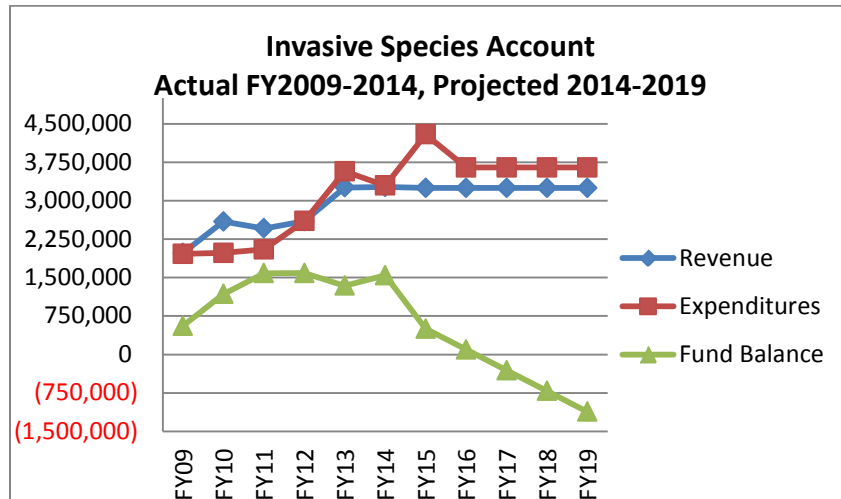 Invasive Species Account
Actual FY2009-2014, Projected 2014-2019
4,500,000
3,750,000
3,000,000
2,250,000
1,500,000
750,000
0
(750,000)
(1,500,000)
FY09
FY10
FY11
FY12
FY13
FY14
FY15
FY16
FY17
FY18
FY19
Revenue
Expenditures
Fund Balance